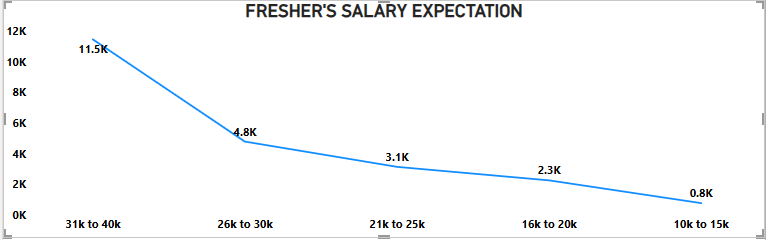 FRESHER'S SALARY EXPECTATION
12K
10K
8K
6K
4K
2K
0K
11.5K
4.8K
3.1K
2.3K
0.8K
31k to 40k
26k to 30k
21k to 25k
16k to 20k
10k to 15k